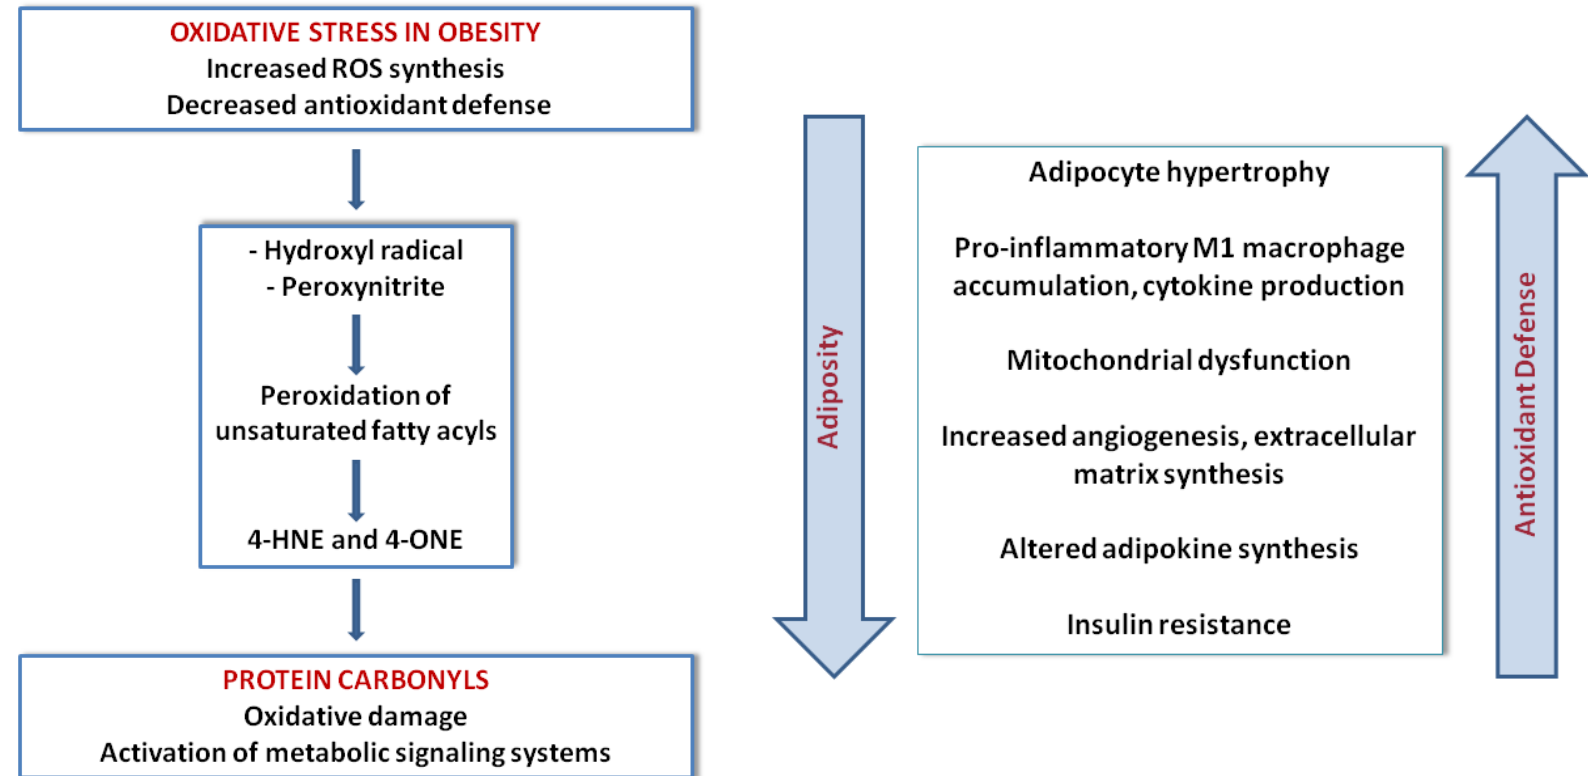 OXIDATIVE STRESS IN OBESITY
Increased ROS synthesis
Decreased antioxidant defense
- Hydroxyl radical
- Peroxynitrite
Peroxidation of
unsaturated fatty acyls
4-HNE and 4-ONE
PROTEIN CARBONYLS
Oxidative damage
Activation of metabolic signaling systems
Adiposity
Adipocyte hypertrophy
Pro-inflammatory M1 macrophage
accumulation, cytokine production
Mitochondrial dysfunction
Increased angiogenesis, extracellular
matrix synthesis
Altered adipokine synthesis
Insulin resistance
Antioxidant Defense